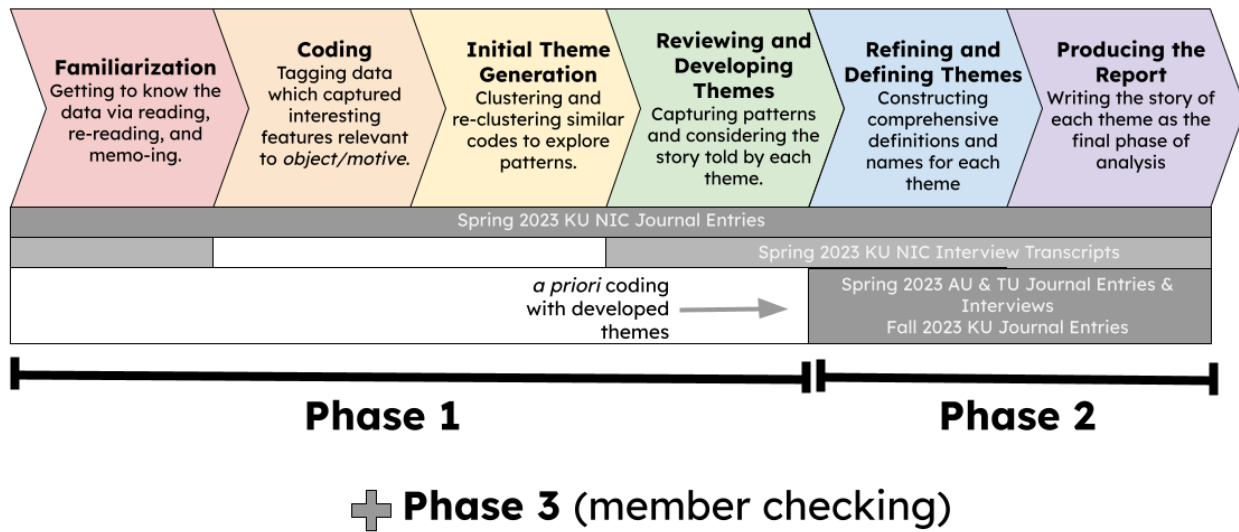 Familiarization
Getting to know the
data via reading,
re-reading, and
memo-ing.
Coding
Tagging data
which captured
interesting
features relevant
to object/motive.
Initial Theme
Generation
Clustering and
re-clustering similar
codes to explore
patterns.
Reviewing and
Developing
Themes
Capturing patterns
and considering the
story told by each
theme.
Refining and
Defining Themes
Constructing
comprehensive
definitions and
names for each
theme
Producing the
Report
Writing the story of
each theme as the
final phase of
analysis
Spring 2023 KU NIC Journal Entries
Spring 2023 KU NIC Interview Transcripts
a priori coding
with developed
themes
Spring 2023 AU & TU Journal Entries &
Interviews
Fall 2023 KU Journal Entries
Phase 1
Phase 2
Phase 3 (member checking)